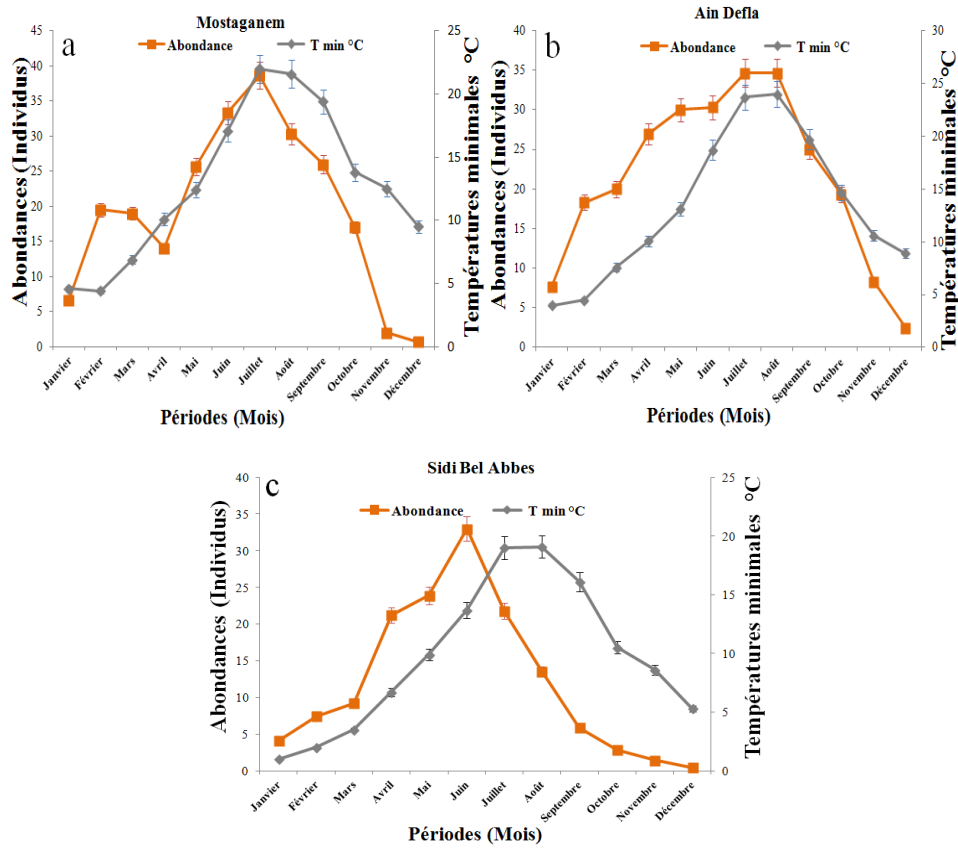 Mostaganem
a
Abondance
T min °C
Abondances (Individus)
45
40
35
30
25
20
15
10
5
0
25
20
15
10
5
0
Températures minimales °C
Janvier
Février
Mars
Avril
Mai
Juin
Juillet
Août
Septembre
Octobre
Novembre
Décembre
Périodes (Mois)
Ain Defla
b
Abondance
T min °C
Abondances (Individus)
40
35
30
25
20
15
10
5
0
30
25
20
15
10
5
0
Températures minimales °C
Janvier
Février
Mars
Avril
Mai
Juin
Juillet
Août
Septembre
Octobre
Novembre
Décembre
Périodes (Mois)
Sidi Bel Abbes
c
Abondance
T min °C
Abondances (Individus)
40
35
30
25
20
15
10
5
0
25
20
15
10
5
0
Températures minimales °C
Janvier
Février
Mars
Avril
Mai
Juin
Juillet
Août
Septembre
Octobre
Novembre
Décembre
Périodes (Mois)